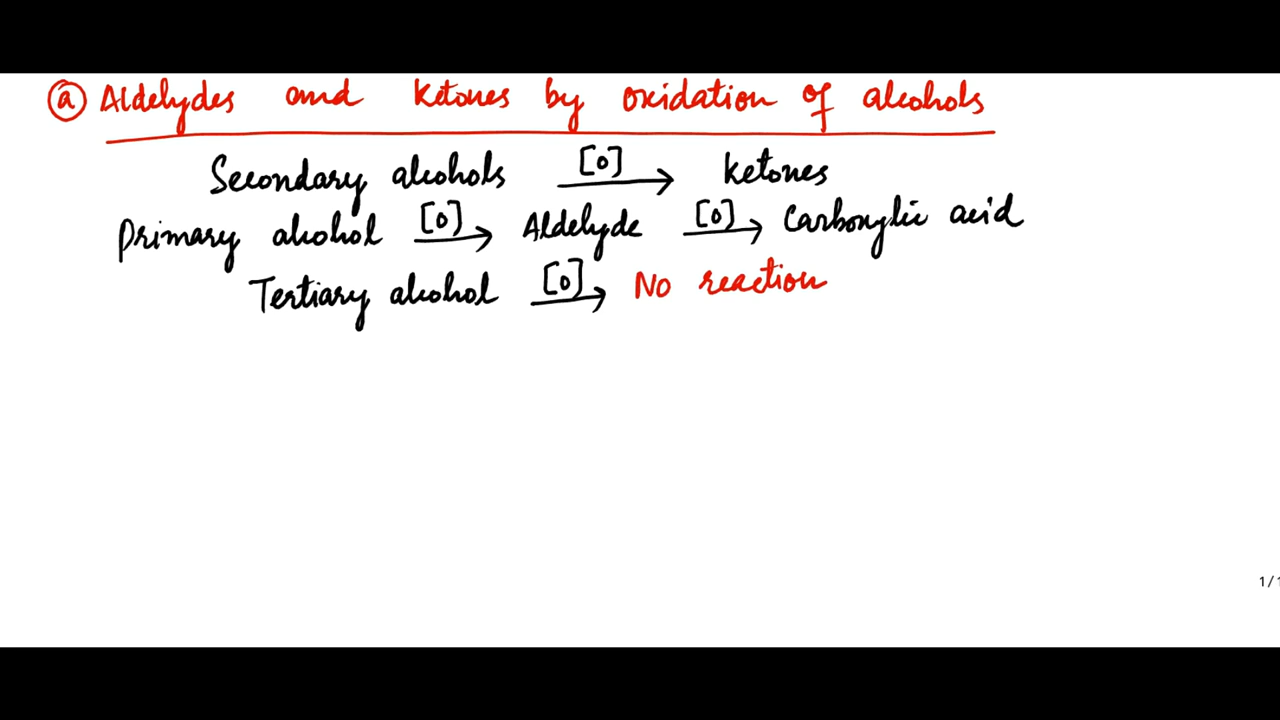 ⓐ Aldehydes and ketones by oxidation of alcohols
Secondary alcohols [O] → ketones
Primary alcohol [O] → Aldehyde [O] → Carboxylic acid
Tertiary alcohol [O] → No reaction
1/1